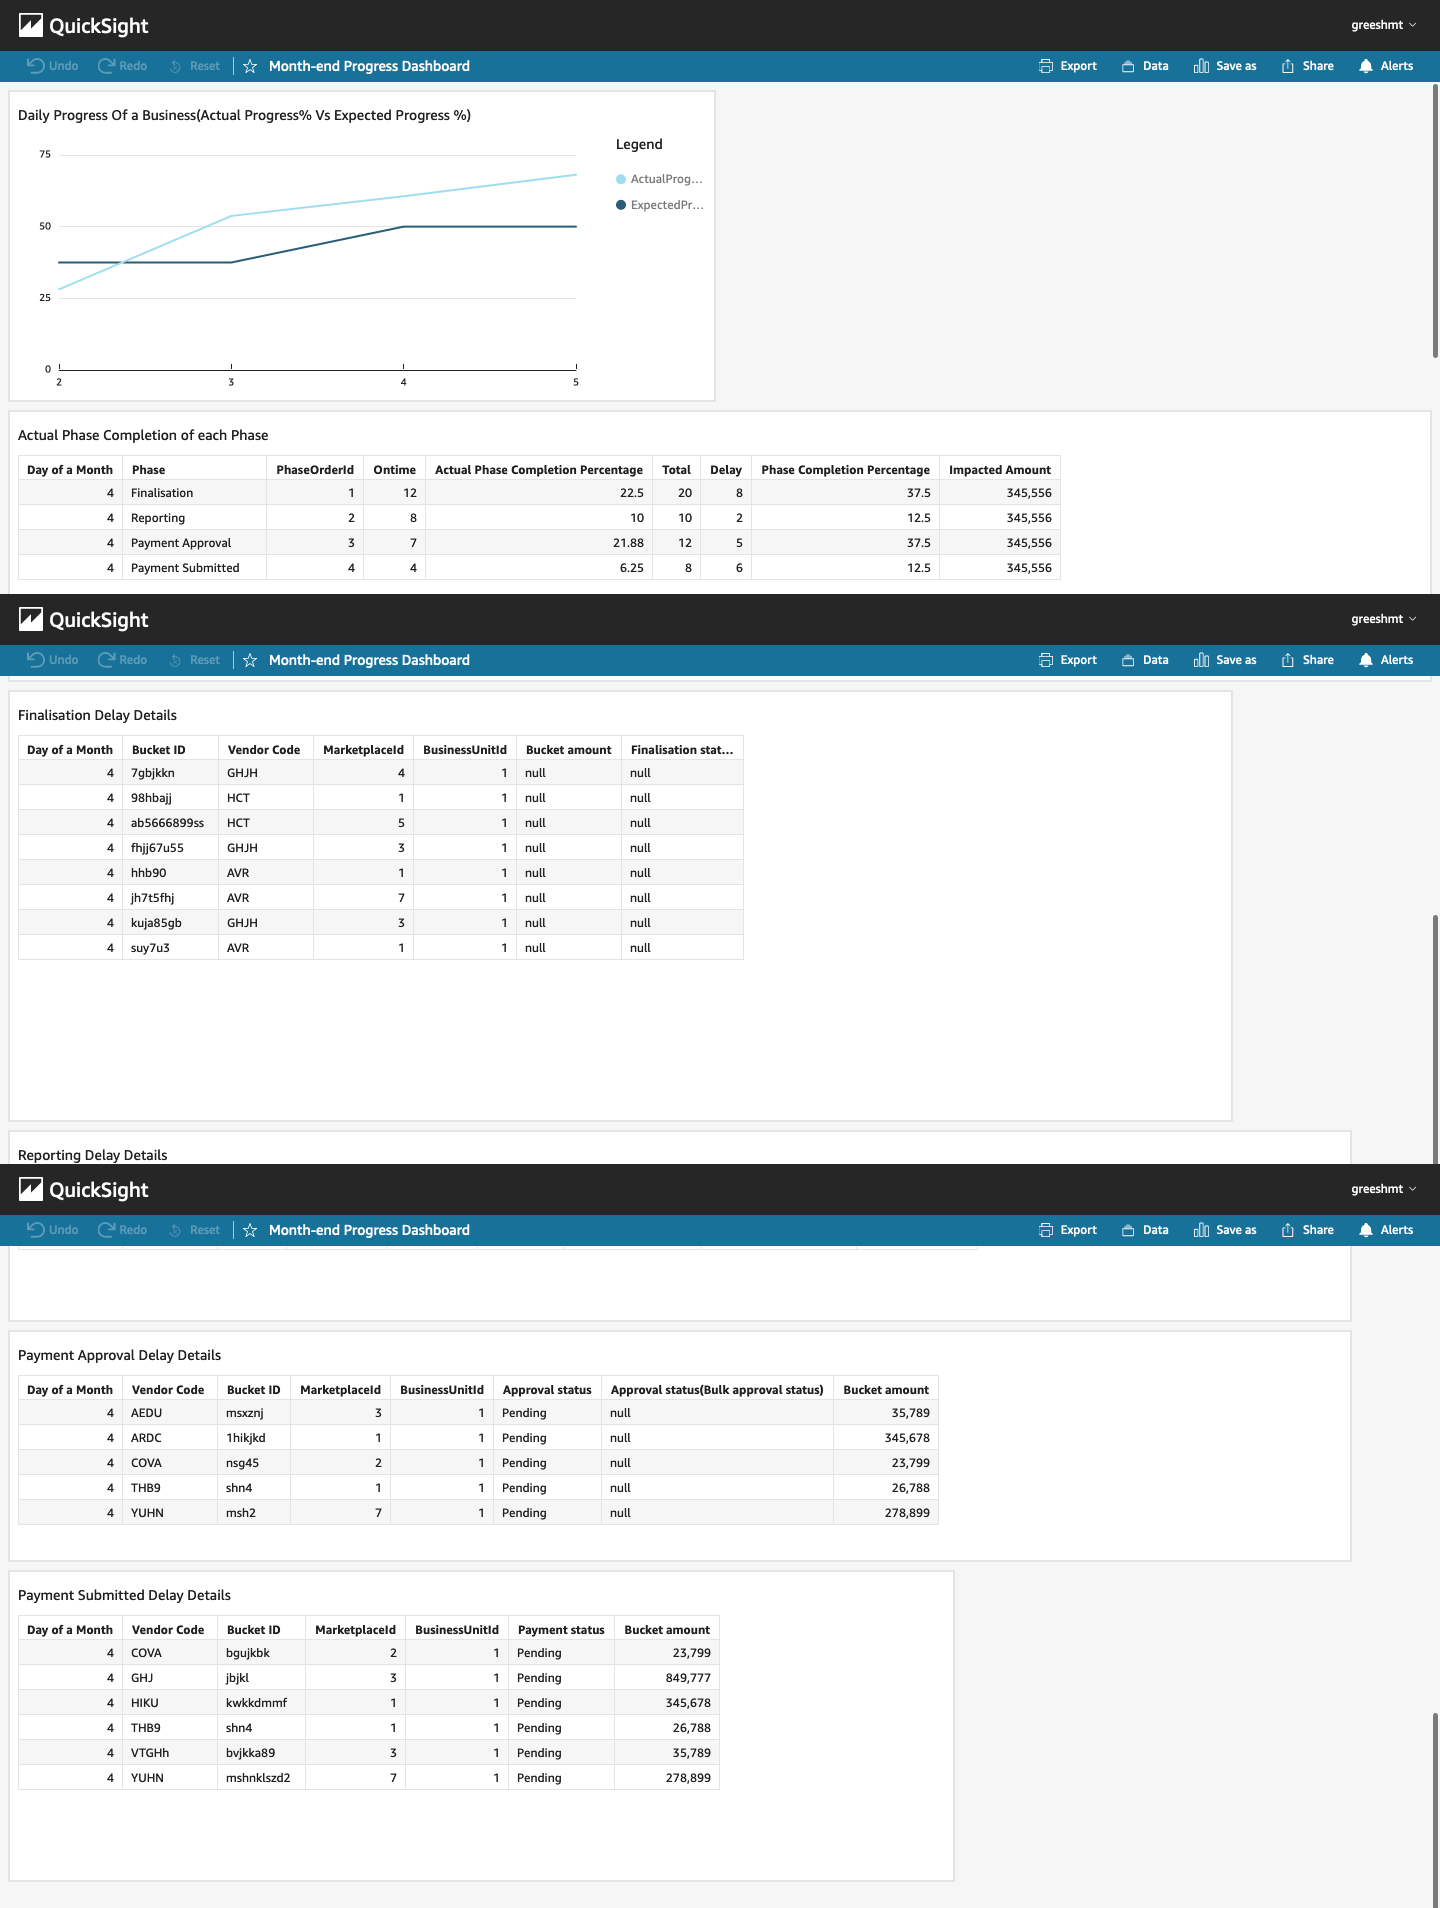 QuickSight
greeshmt
Undo Redo Reset Month-end Progress Dashboard Export Data Save as Share Alerts
Daily Progress Of a Business(Actual Progress% Vs Expected Progress %)
Legend
ActualProg...
ExpectedPr...
75
50
25
0
2 3 4 5
Actual Phase Completion of each Phase
Day of a Month Phase PhaseOrderId Ontime Actual Phase Completion Percentage Total Delay Phase Completion Percentage Impacted Amount
4 Finalisation 1 12 22.5 20 8 37.5 345,556
4 Reporting 2 8 10 10 2 12.5 345,556
4 Payment Approval 3 7 21.88 12 5 37.5 345,556
4 Payment Submitted 4 4 6.25 8 6 12.5 345,556
QuickSight
greeshmt
Undo Redo Reset Month-end Progress Dashboard Export Data Save as Share Alerts
Finalisation Delay Details
Day of a Month Bucket ID Vendor Code MarketplaceId BusinessUnitId Bucket amount Finalisation stat...
4 7gbjkkn GHJH 4 1 null null
4 98hbajj HCT 1 1 null null
4 ab5666899ss HCT 5 1 null null
4 fhjj67u55 GHJH 3 1 null null
4 hhb90 AVR 1 1 null null
4 jh7t5fhj AVR 7 1 null null
4 kuja85gb GHJH 3 1 null null
4 suy7u3 AVR 1 1 null null
Reporting Delay Details
QuickSight
greeshmt
Undo Redo Reset Month-end Progress Dashboard Export Data Save as Share Alerts
Payment Approval Delay Details
Day of a Month Vendor Code Bucket ID MarketplaceId BusinessUnitId Approval status Approval status(Bulk approval status) Bucket amount
4 AEDU msxznj 3 1 Pending null 35,789
4 ARDC 1hikjkd 1 1 Pending null 345,678
4 COVA nsg45 2 1 Pending null 23,799
4 THB9 shn4 1 1 Pending null 26,788
4 YUHN msh2 7 1 Pending null 278,899
Payment Submitted Delay Details
Day of a Month Vendor Code Bucket ID MarketplaceId BusinessUnitId Payment status Bucket amount
4 COVA bgujkbk 2 1 Pending 23,799
4 GHJ jbjkl 3 1 Pending 849,777
4 HIKU kwkkdmmf 1 1 Pending 345,678
4 THB9 shn4 1 1 Pending 26,788
4 VTGHh bvjkka89 3 1 Pending 35,789
4 YUHN mshnklszd2 7 1 Pending 278,899